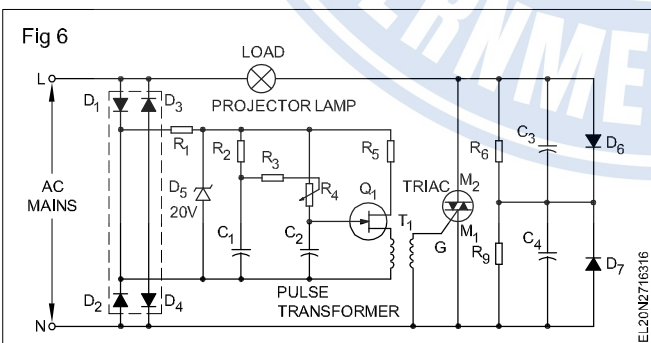 Fig 6
ERNME
LOAD
L
PROJECTOR LAMP
D1
D3
R1
R2
R3
R4
R5
D5
20V
Q1
AC
MAINS
TRIAC
M2
M1
G
T1
R6
C3
D6
C1
C2
R9
C4
D7
D2
D4
PULSE
TRANSFORMER
N
EL20N2716316